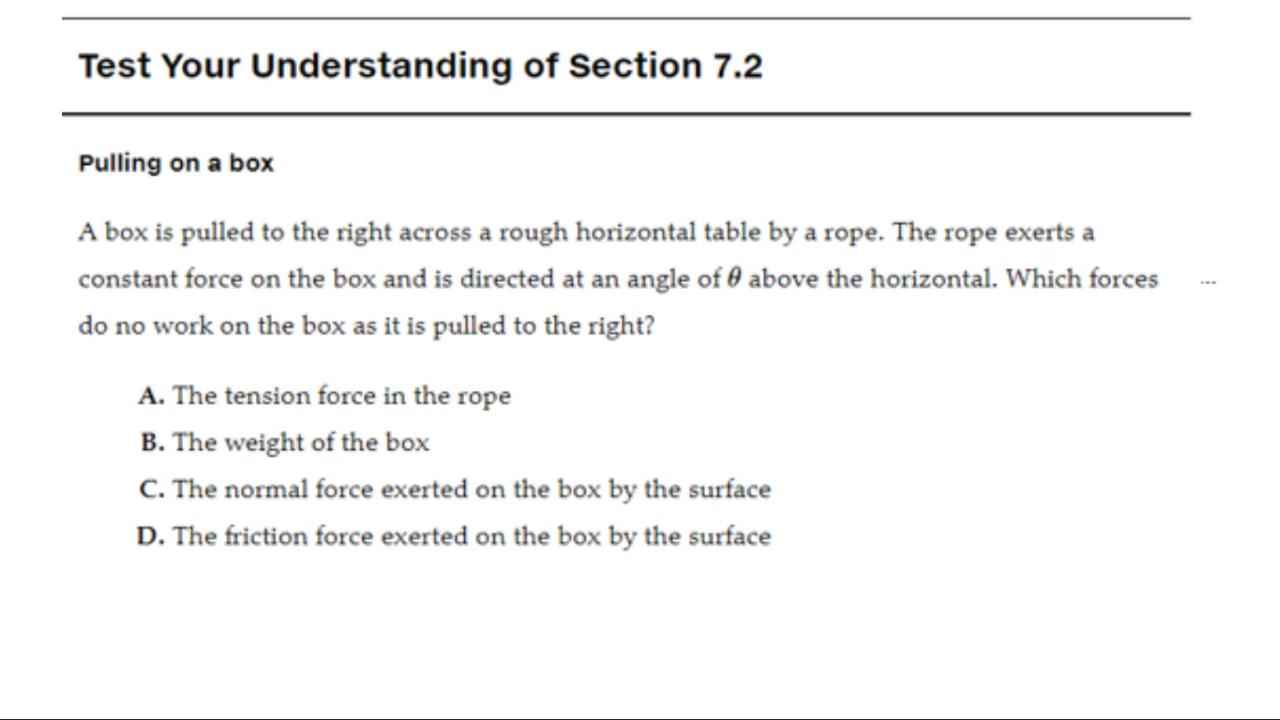 Test Your Understanding of Section 7.2
Pulling on a box
A box is pulled to the right across a rough horizontal table by a rope. The rope exerts a
constant force on the box and is directed at an angle of θ above the horizontal. Which forces
do no work on the box as it is pulled to the right?
A. The tension force in the rope
B. The weight of the box
C. The normal force exerted on the box by the surface
D. The friction force exerted on the box by the surface